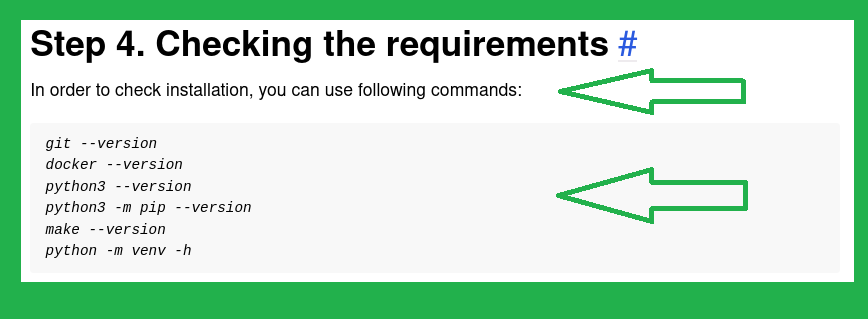 Step 4. Checking the requirements #
In order to check installation, you can use following commands:
git --version
docker --version
python3 --version
python3 -m pip --version
make --version
python -m venv -h